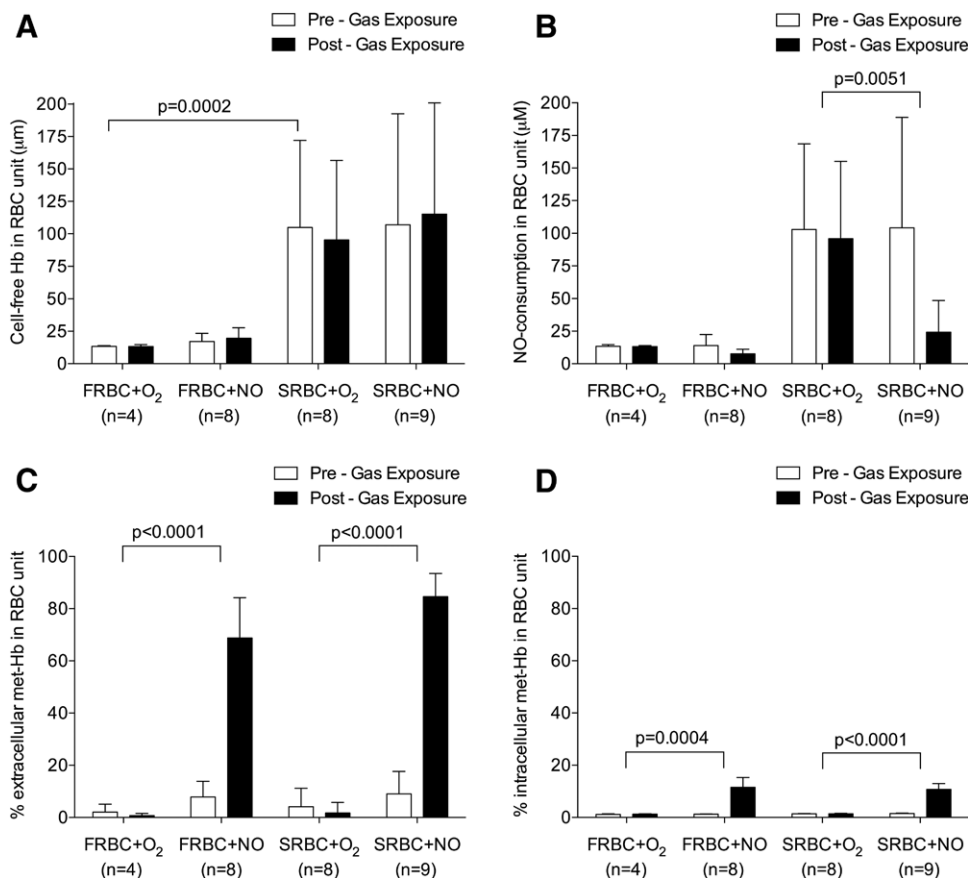 A
Pre - Gas Exposure
Post - Gas Exposure
p=0.0002
Cell-free Hb in RBC unit (μm)
200
175
150
125
100
75
50
25
0
FRBC+O₂ FRBC+NO SRBC+O₂ SRBC+NO
(n=4) (n=8) (n=8) (n=9)
B
Pre - Gas Exposure
Post - Gas Exposure
p=0.0051
NO-consumption in RBC unit (μM)
200
175
150
125
100
75
50
25
0
FRBC+O₂ FRBC+NO SRBC+O₂ SRBC+NO
(n=4) (n=8) (n=8) (n=9)
C
Pre - Gas Exposure
Post - Gas Exposure
p<0.0001 p<0.0001
% extracellular met-Hb in RBC unit
100
80
60
40
20
0
FRBC+O₂ FRBC+NO SRBC+O₂ SRBC+NO
(n=4) (n=8) (n=8) (n=9)
D
Pre - Gas Exposure
Post - Gas Exposure
p=0.0004 p<0.0001
% intracellular met-Hb in RBC unit
100
80
60
40
20
0
FRBC+O₂ FRBC+NO SRBC+O₂ SRBC+NO
(n=4) (n=8) (n=8) (n=9)